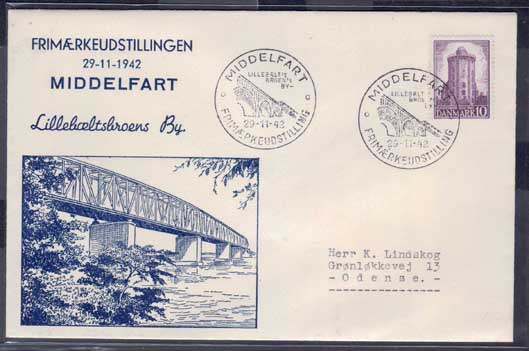 FRIMÆRKEUDSTILLINGEN
29-11-1942
MIDDELFART
Lillebæltsbroens By.
MIDDELFART
LILLEBÆLTS
BROENS
BY-
29-11-42
FRIMÆRKEUDSTILLING
MIDDELFART
LILLEBÆLT
29-11-42
FRIMÆRKEUDSTILLING
DANMARK 10
Herr K. Lindskog
Grønløkkevej 13
Odense.